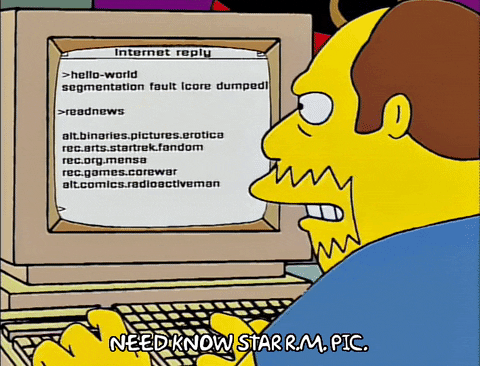 Internet reply
>hello-world
segmentation fault (core dumped)
>readnews
alt.binaries.pictures.erotica
rec.arts.startrek.fandom
rec.org.mensa
rec.games.corewar
alt.comics.radioactiveman
>
NEED KNOW STAR R.M. PIC.